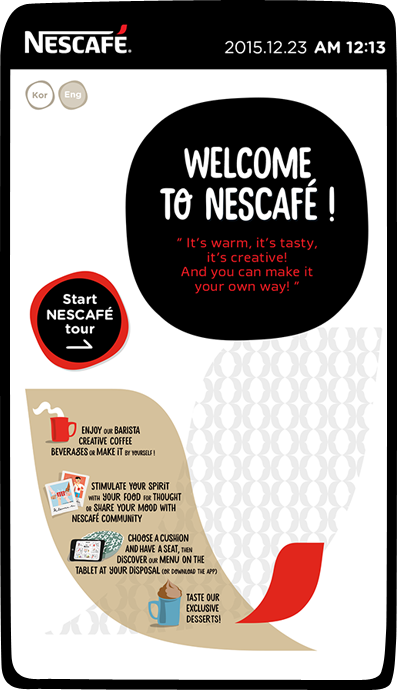 NESCAFÉ®
2015.12.23 AM 12:13
Kor Eng
WELCOME
TO NESCAFÉ !
" It's warm, it's tasty,
it's creative!
And you can make it
your own way! "
Start
NESCAFÉ
tour
ENJOY OUR BARISTA
CREATIVE COFFEE
BEVERAGES OR MAKE IT BY YOURSELF !
STIMULATE YOUR SPIRIT
WITH YOUR FOOD FOR THOUGHT
OR SHARE YOUR MOOD WITH
NESCAFÉ COMMUNITY
CHOOSE A CUSHION
AND HAVE A SEAT, THEN
DISCOVER OUR MENU ON THE
TABLET AT YOUR DISPOSAL (OR DOWNLOAD THE APP)
TASTE OUR
EXCLUSIVE
DESSERTS!